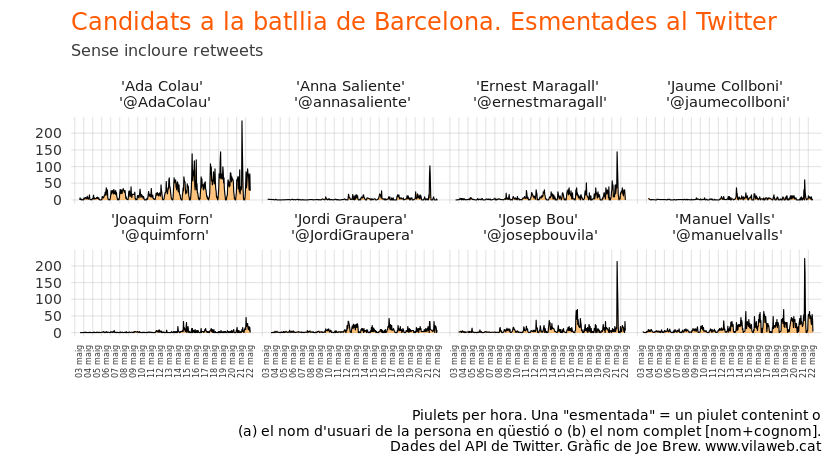 Candidats a la batllia de Barcelona. Esmentades al Twitter
Sense incloure retweets
'Ada Colau' 'Anna Saliente' 'Ernest Maragall' 'Jaume Collboni'
'@AdaColau' '@annasaliente' '@ernestmaragall' '@jaumecollboni'
200
150
100
50
0
'Joaquim Forn' 'Jordi Graupera' 'Josep Bou' 'Manuel Valls'
'@quimforn' '@JordiGraupera' '@josepbouvila' '@manuelvalls'
200
150
100
50
0
03 maig 04 maig 05 maig 06 maig 07 maig 08 maig 09 maig 10 maig 11 maig 12 maig 13 maig 14 maig 15 maig 16 maig 17 maig 18 maig 19 maig 20 maig 21 maig 22 maig
03 maig 04 maig 05 maig 06 maig 07 maig 08 maig 09 maig 10 maig 11 maig 12 maig 13 maig 14 maig 15 maig 16 maig 17 maig 18 maig 19 maig 20 maig 21 maig 22 maig
03 maig 04 maig 05 maig 06 maig 07 maig 08 maig 09 maig 10 maig 11 maig 12 maig 13 maig 14 maig 15 maig 16 maig 17 maig 18 maig 19 maig 20 maig 21 maig 22 maig
03 maig 04 maig 05 maig 06 maig 07 maig 08 maig 09 maig 10 maig 11 maig 12 maig 13 maig 14 maig 15 maig 16 maig 17 maig 18 maig 19 maig 20 maig 21 maig 22 maig
Piulets per hora. Una "esmentada" = un piulet contenint o
(a) el nom d'usuari de la persona en qüestió o (b) el nom complet [nom+cognom].
Dades del API de Twitter. Gràfic de Joe Brew. www.vilaweb.cat